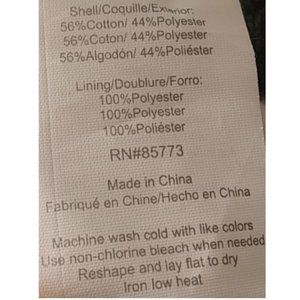 Shell/Coquille/Exterior:
56%Cotton/ 44%Polyester
56%Coton/ 44%Polyester
56%Algodón/ 44%Poliéster
Lining/Doublure/Forro:
100%Polyester
100%Polyester
100%Poliéster
RN#85773
Made in China
Fabriqué en Chine/Hecho en China
Machine wash cold with like colors
Use non-chlorine bleach when needed
Reshape and lay flat to dry
Iron low heat